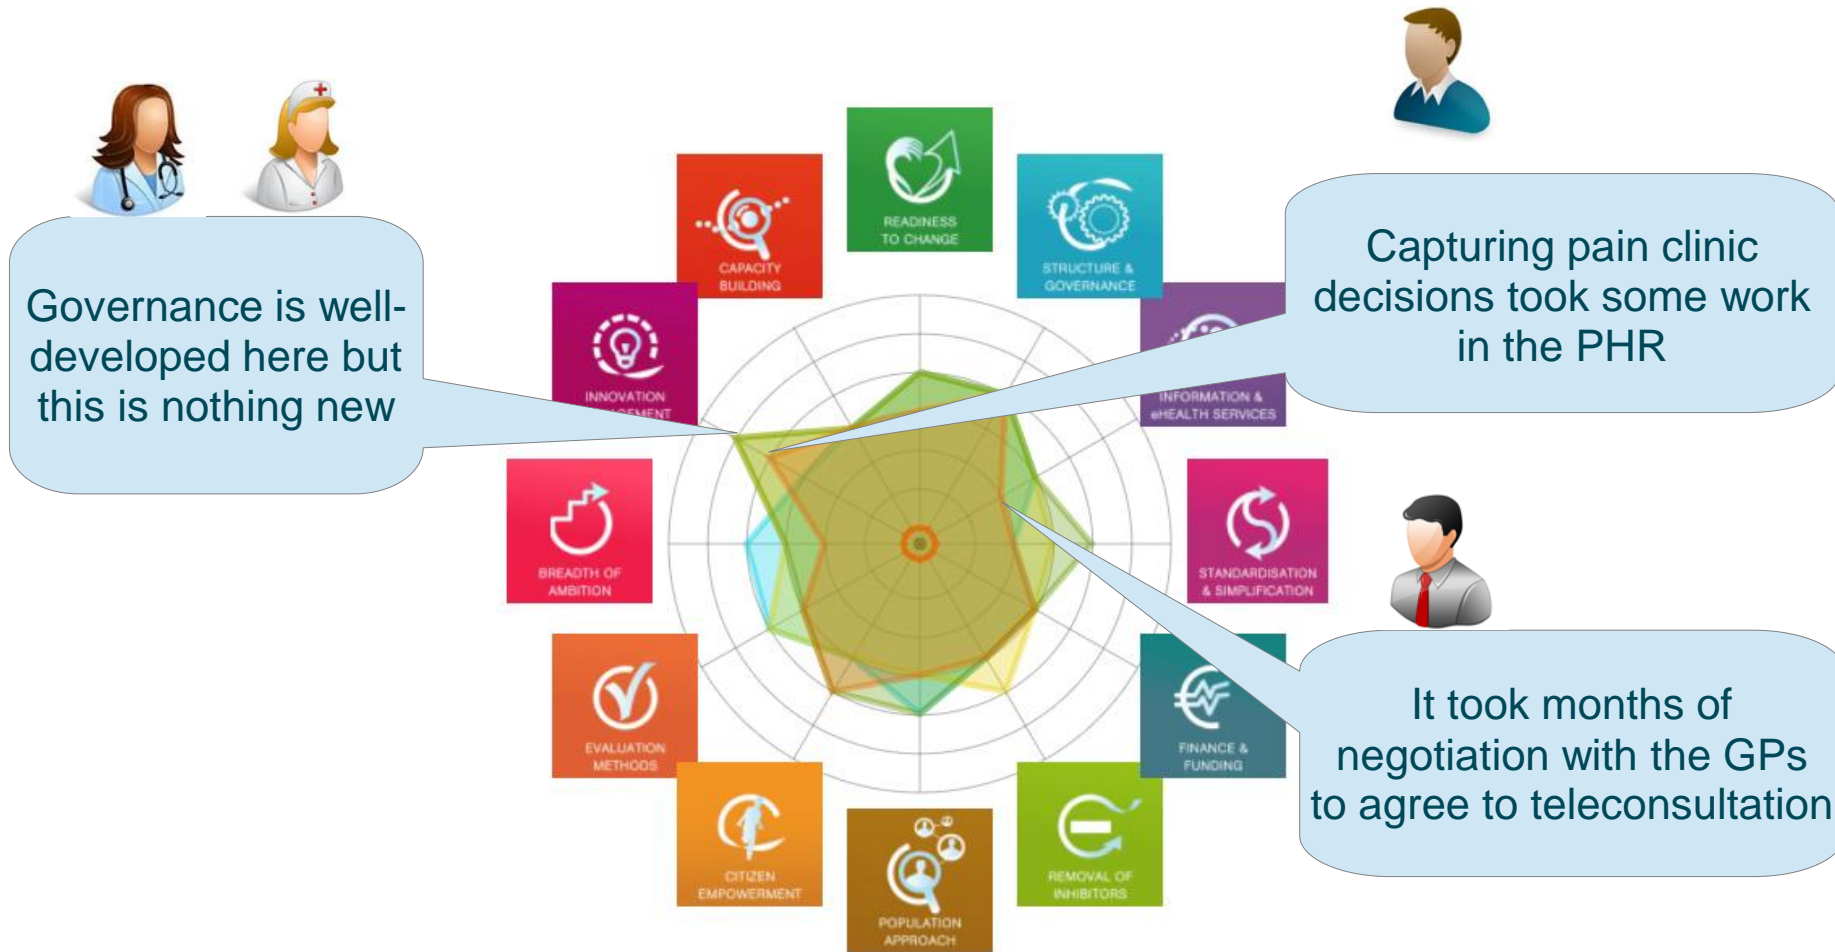 READINESS
TO CHANGE
STRUCTURE &
GOVERNANCE
INFORMATION &
eHEALTH SERVICES
STANDARDISATION
& SIMPLIFICATION
FINANCE &
FUNDING
REMOVAL OF
INHIBITORS
POPULATION
APPROACH
CITIZEN
EMPOWERMENT
EVALUATION
METHODS
BREADTH OF
AMBITION
INNOVATION
CAPACITY
BUILDING
Governance is well-
developed here but
this is nothing new
Capturing pain clinic
decisions took some work
in the PHR
It took months of
negotiation with the GPs
to agree to teleconsultation